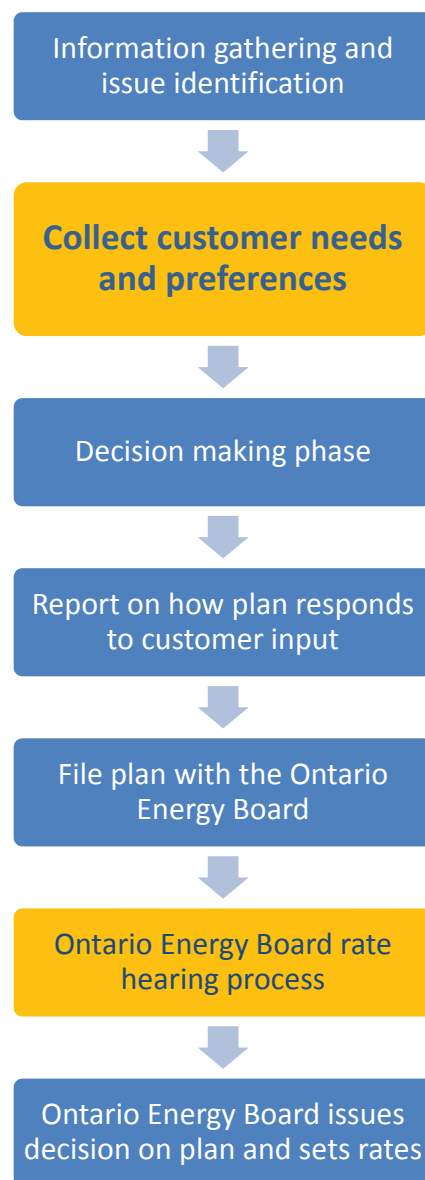 Information gathering and
issue identification
Collect customer needs
and preferences
Decision making phase
Report on how plan responds
to customer input
File plan with the Ontario
Energy Board
Ontario Energy Board rate
hearing process
Ontario Energy Board issues
decision on plan and sets rates